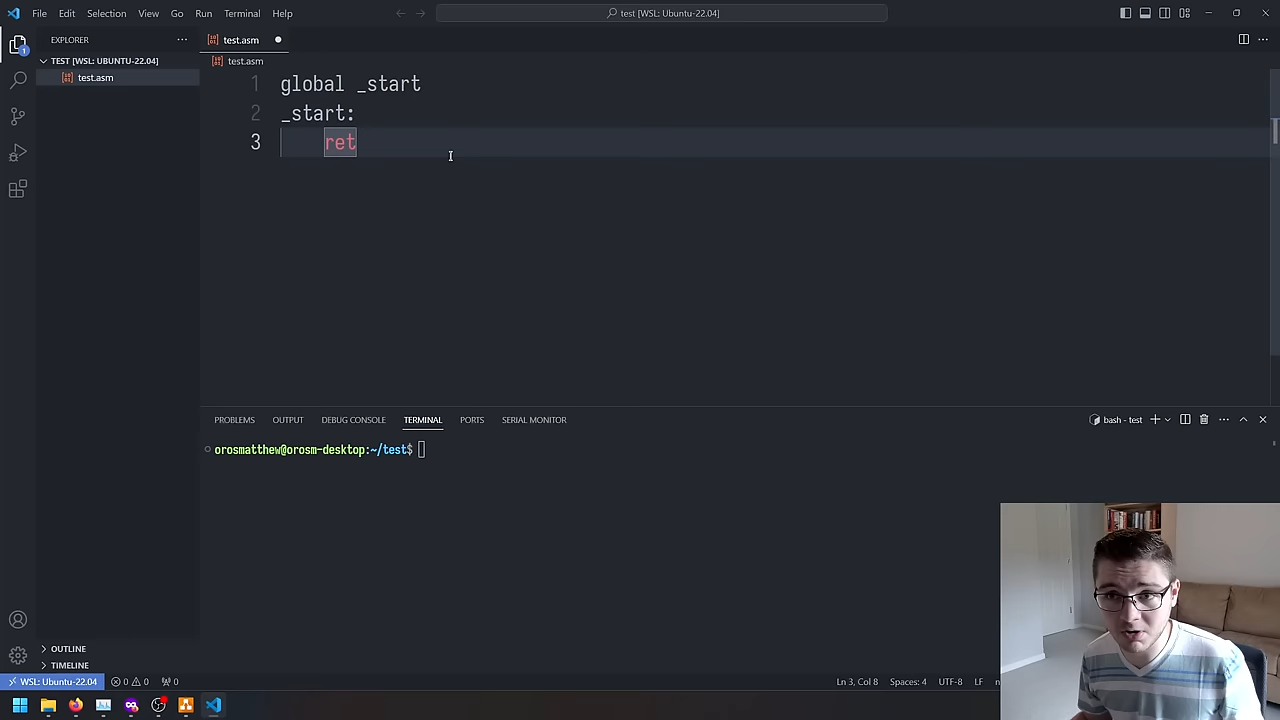 File Edit Selection View Go Run Terminal Help
test [WSL: Ubuntu-22.04]
EXPLORER
test.asm
TEST [WSL: UBUNTU-22.04]
test.asm
test.asm
1 global _start
2 _start:
3 ret
PROBLEMS OUTPUT DEBUG CONSOLE TERMINAL PORTS SERIAL MONITOR
bash - test
orosmatthew@orosm-desktop:~/test$
1
OUTLINE
TIMELINE
WSL: Ubuntu-22.04 0 0 0
Ln 3, Col 8 Spaces: 4 UTF-8 LF